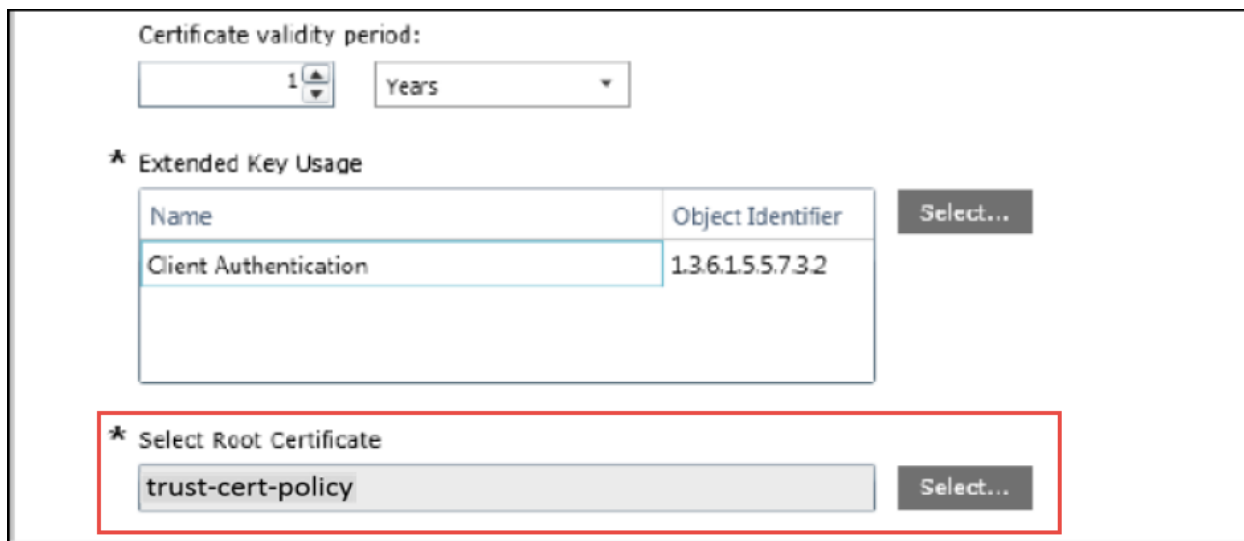 Certificate validity period:
1 Years
* Extended Key Usage
Name Object Identifier Select...
Client Authentication 1.3.6.1.5.5.7.3.2
* Select Root Certificate
trust-cert-policy Select...